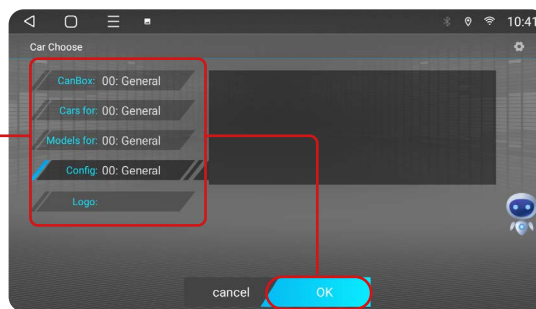 10:41
Car Choose
CanBox: 00: General
Cars for: 00: General
Models for: 00: General
Config: 00: General
Logo:
cancel
OK